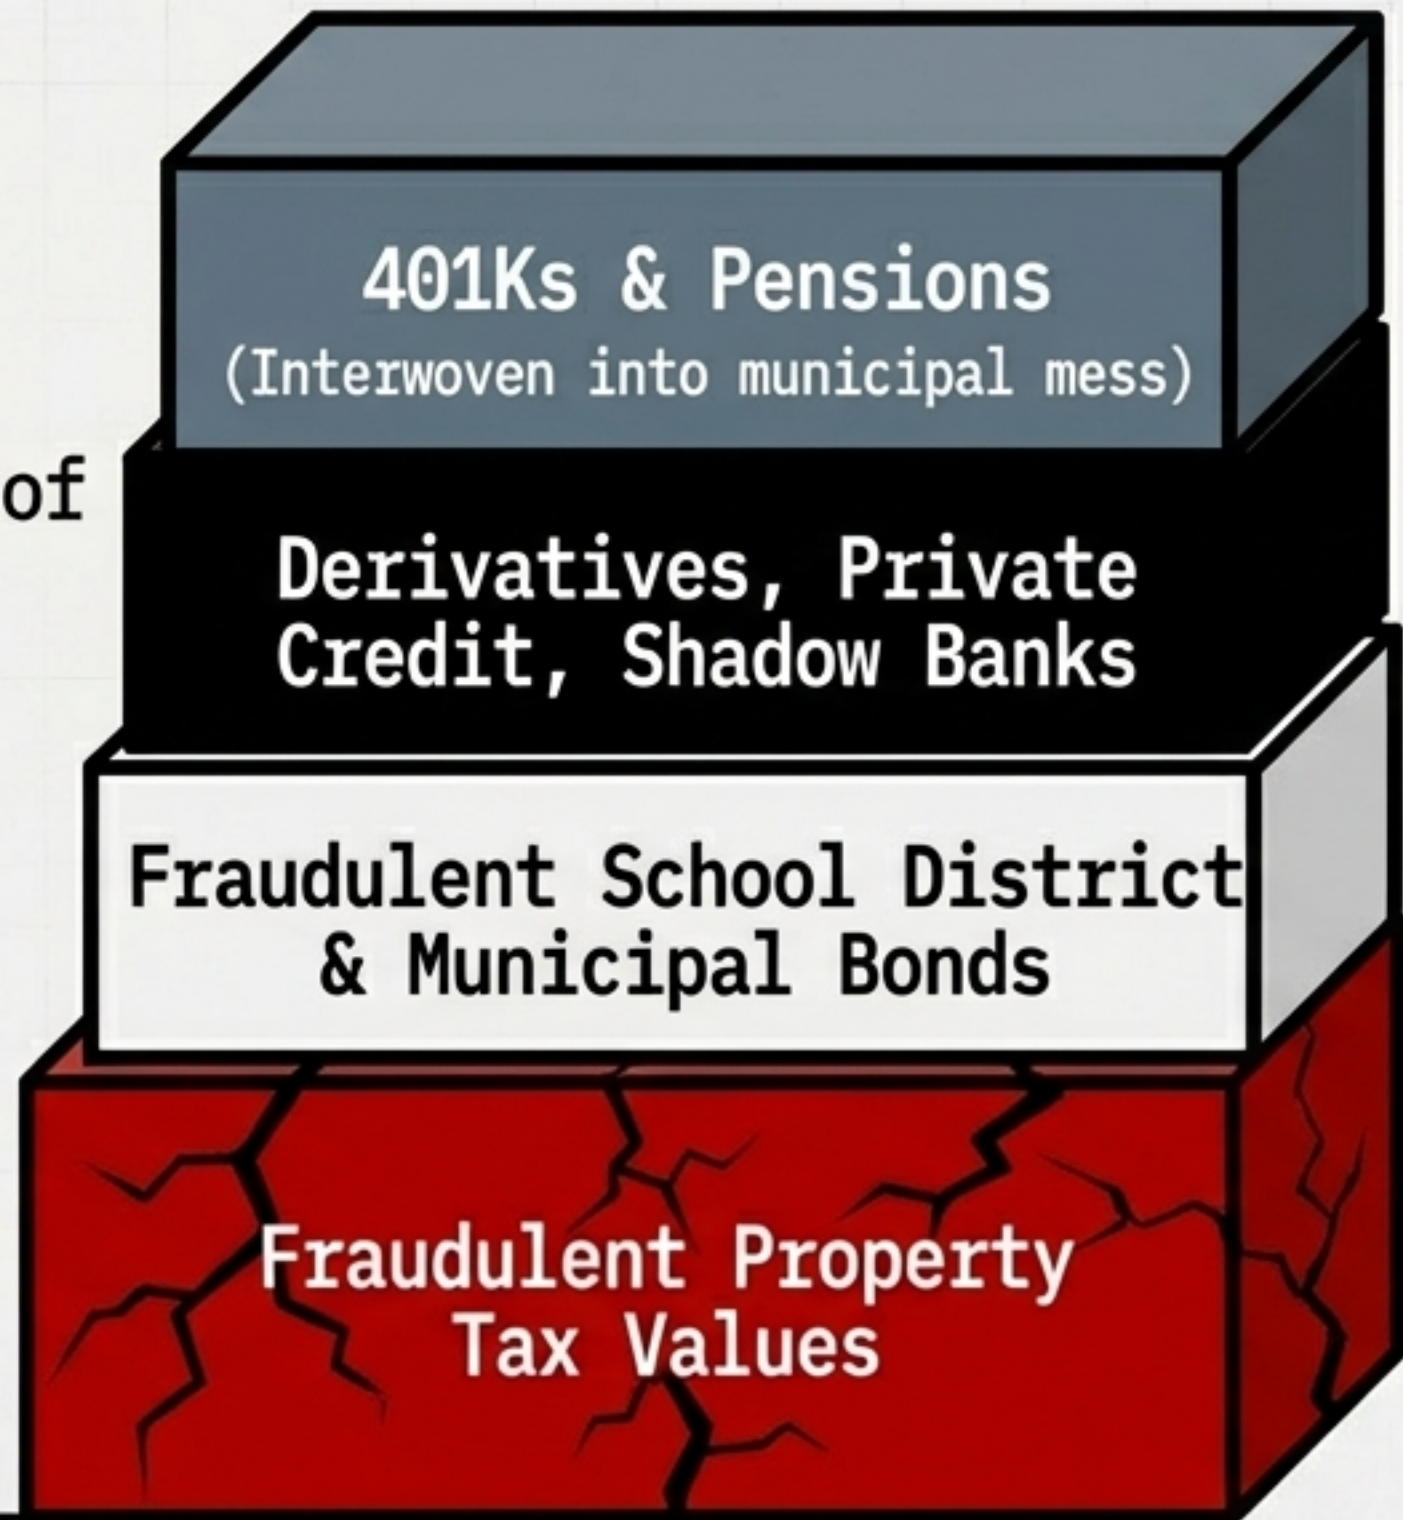 401Ks & Pensions
(Interwoven into municipal mess)
of
Derivatives, Private
Credit, Shadow Banks
Fraudulent School District
& Municipal Bonds
Fraudulent Property
Tax Values